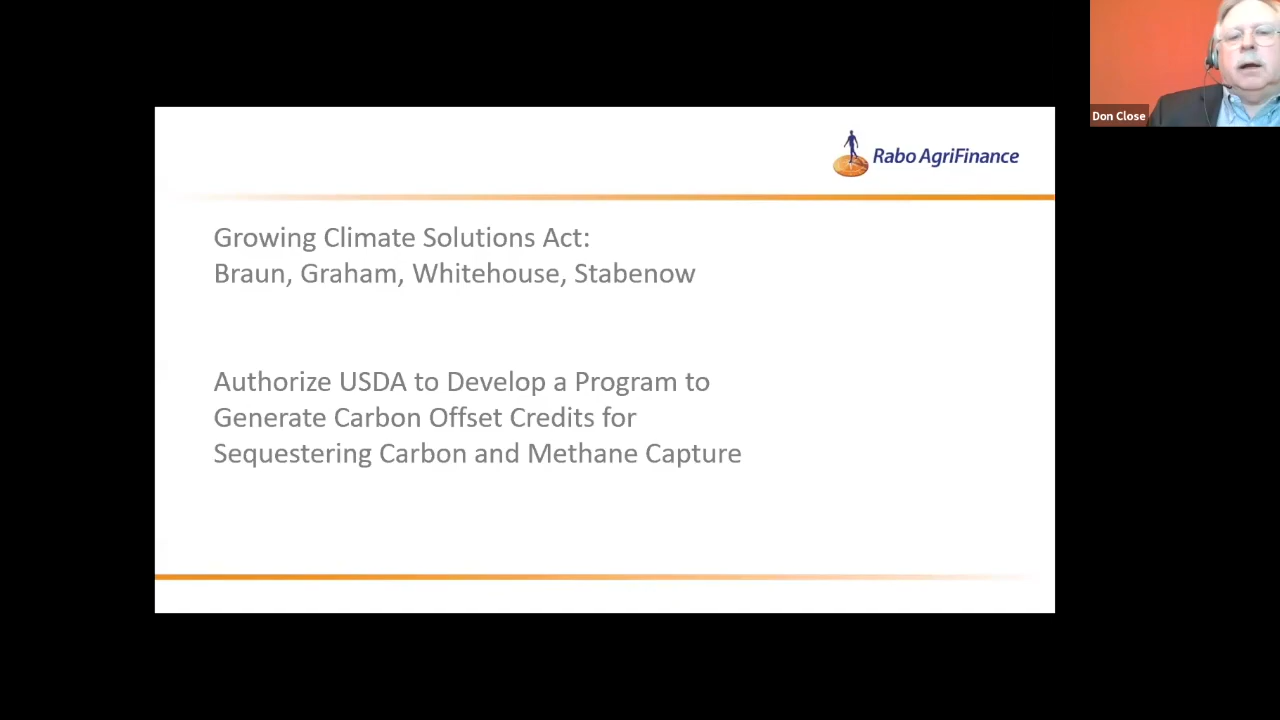 Don Close
Rabo AgriFinance
Growing Climate Solutions Act:
Braun, Graham, Whitehouse, Stabenow
Authorize USDA to Develop a Program to
Generate Carbon Offset Credits for
Sequestering Carbon and Methane Capture